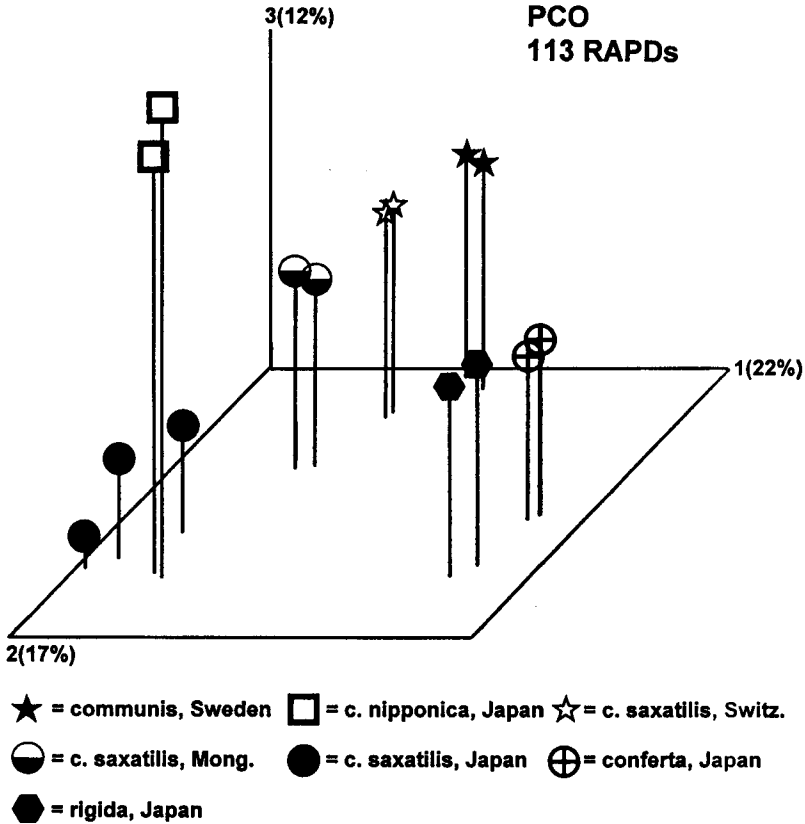 3(12%)
PCO
113 RAPDs
1(22%)
2(17%)
= communis, Sweden
= c. nipponica, Japan
= c. saxatilis, Switz.
= c. saxatilis, Mong.
= c. saxatilis, Japan
= conferta, Japan
= rigida, Japan